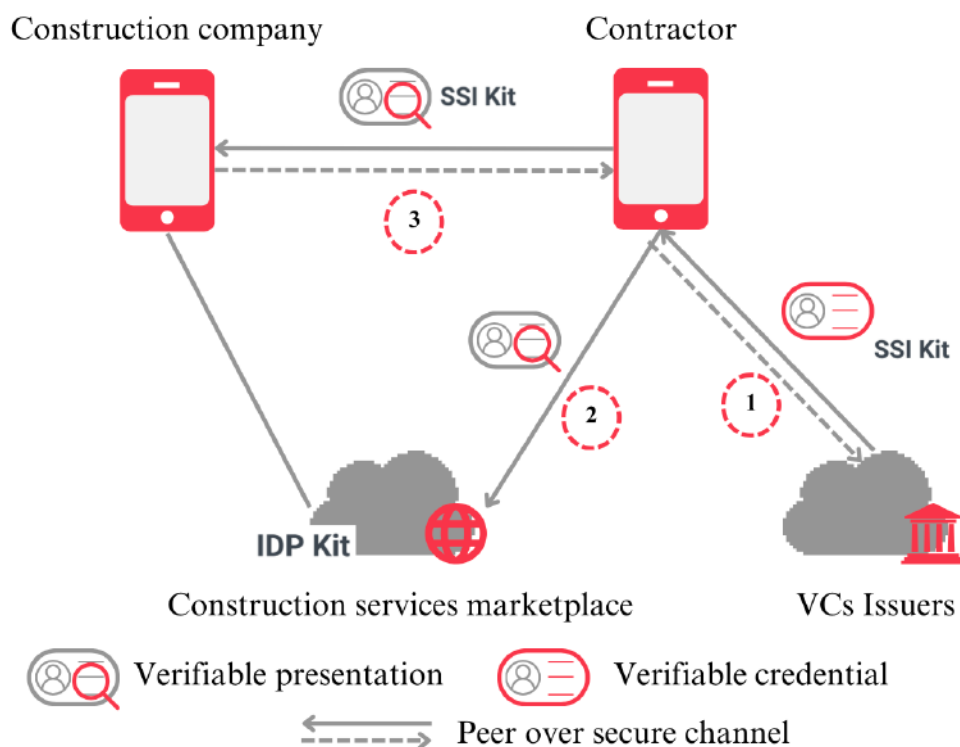 Construction company
Contractor
SSI Kit
3
SSI Kit
2
1
IDP Kit
Construction services marketplace
VCs Issuers
Verifiable presentation
Verifiable credential
Peer over secure channel